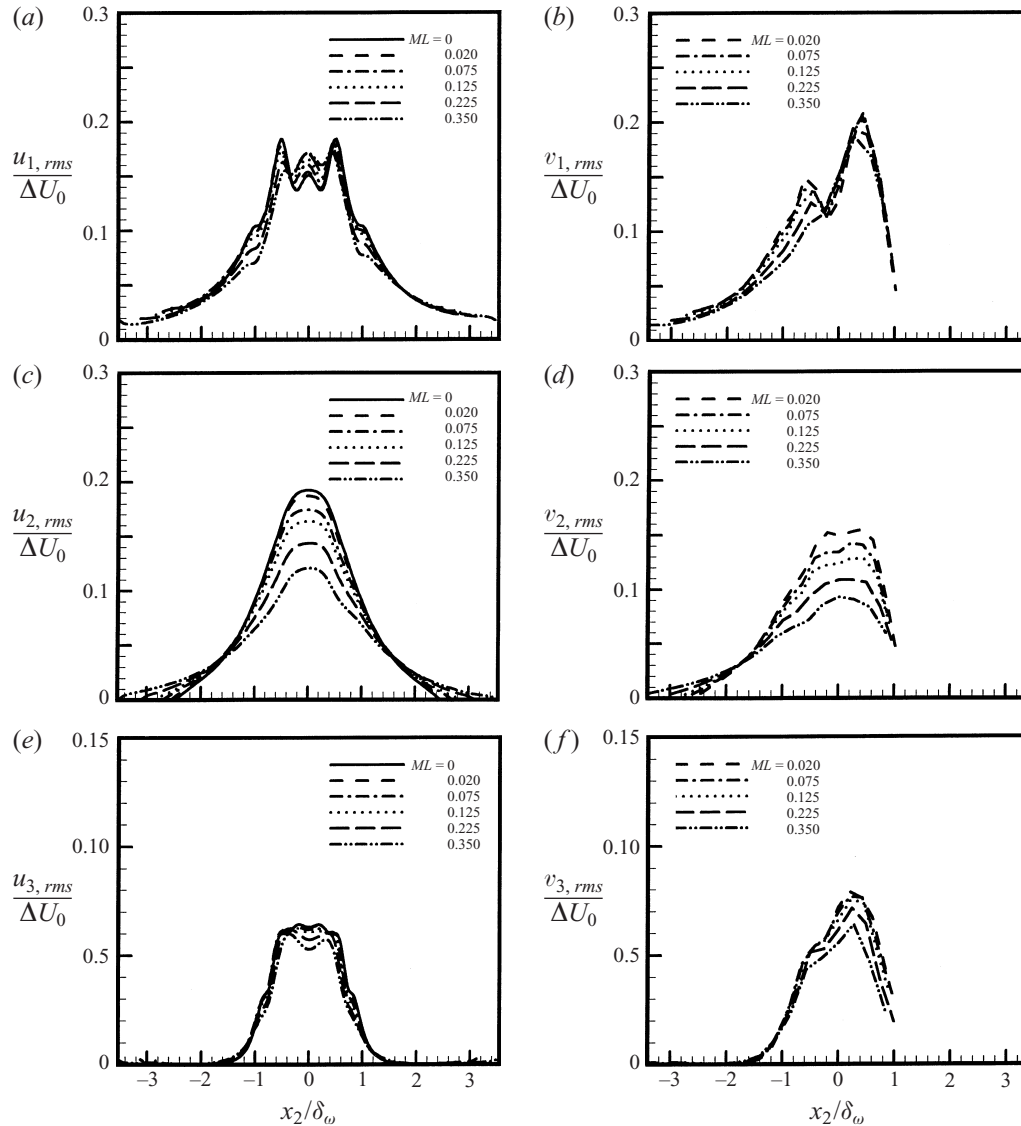 (a)
0.3
0.2
0.1
0
u1, rms
ΔU0
ML = 0
0.020
0.075
0.125
0.225
0.350
(b)
0.3
0.2
0.1
0
v1, rms
ΔU0
ML = 0.020
0.075
0.125
0.225
0.350
–3 –2 –1 0 1 2 3
(c)
0.3
0.2
0.1
0
u2, rms
ΔU0
ML = 0
0.020
0.075
0.125
0.225
0.350
(d)
0.3
0.2
0.1
0
v2, rms
ΔU0
ML = 0.020
0.075
0.125
0.225
0.350
(e)
0.15
0.10
0.5
0
u3, rms
ΔU0
ML = 0
0.020
0.075
0.125
0.225
0.350
–3 –2 –1 0 1 2 3
x2/δω
(f)
0.15
0.10
0.5
0
v3, rms
ΔU0
ML = 0.020
0.075
0.125
0.225
0.350
–3 –2 –1 0 1 2 3
x2/δω